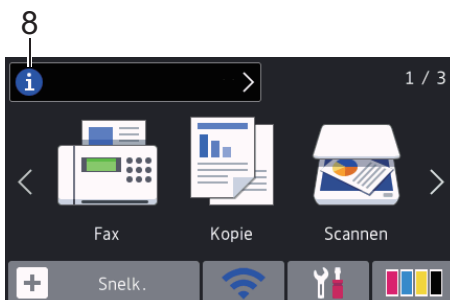 8
i
1 / 3
Fax Kopie Scannen
Snelk.